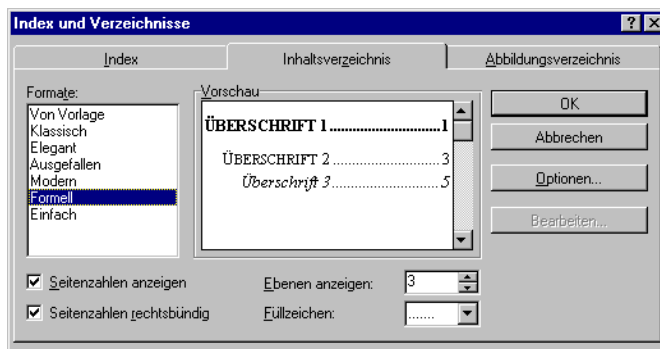 Index und Verzeichnisse
Index
Inhaltsverzeichnis
Abbildungsverzeichnis
Formate:
Von Vorlage
Klassisch
Elegant
Ausgefallen
Modern
Formell
Einfach
Vorschau
ÜBERSCHRIFT 1..........................1
ÜBERSCHRIFT 2........................3
Überschrift 3........................5
OK
Abbrechen
Optionen...
Bearbeiten...
Seitenzahlen anzeigen
Seitenzahlen rechtsbündig
Ebenen anzeigen: 3
Füllzeichen: .......